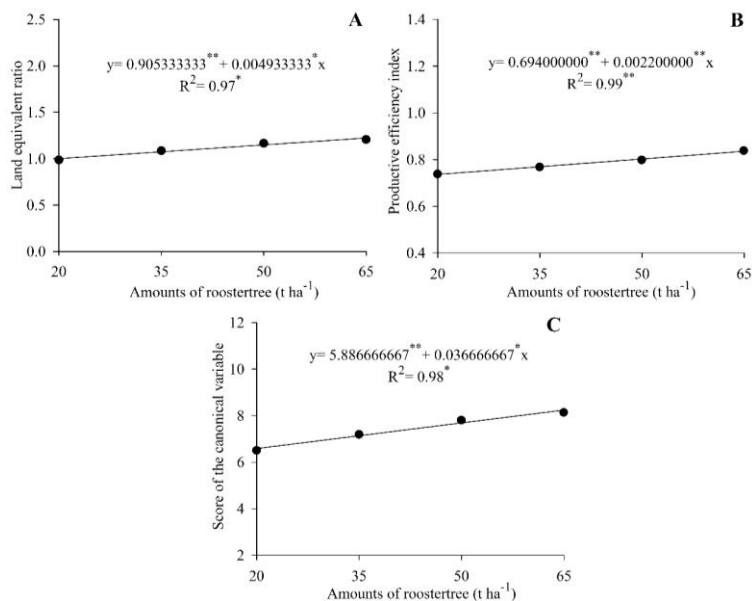 A
2.5
2.0
1.5
1.0
0.5
0.0
Land equivalent ratio
y= 0.905333333** + 0.004933333*x
R²= 0.97*
20 35 50 65
Amounts of roostertree (t ha⁻¹)
B
1.4
1.2
1.0
0.8
0.6
0.4
Productive efficiency index
y= 0.694000000** + 0.002200000**x
R²= 0.99**
20 35 50 65
Amounts of roostertree (t ha⁻¹)
C
12
10
8
6
4
2
Score of the canonical variable
y= 5.886666667** + 0.036666667*x
R²= 0.98*
20 35 50 65
Amounts of roostertree (t ha⁻¹)